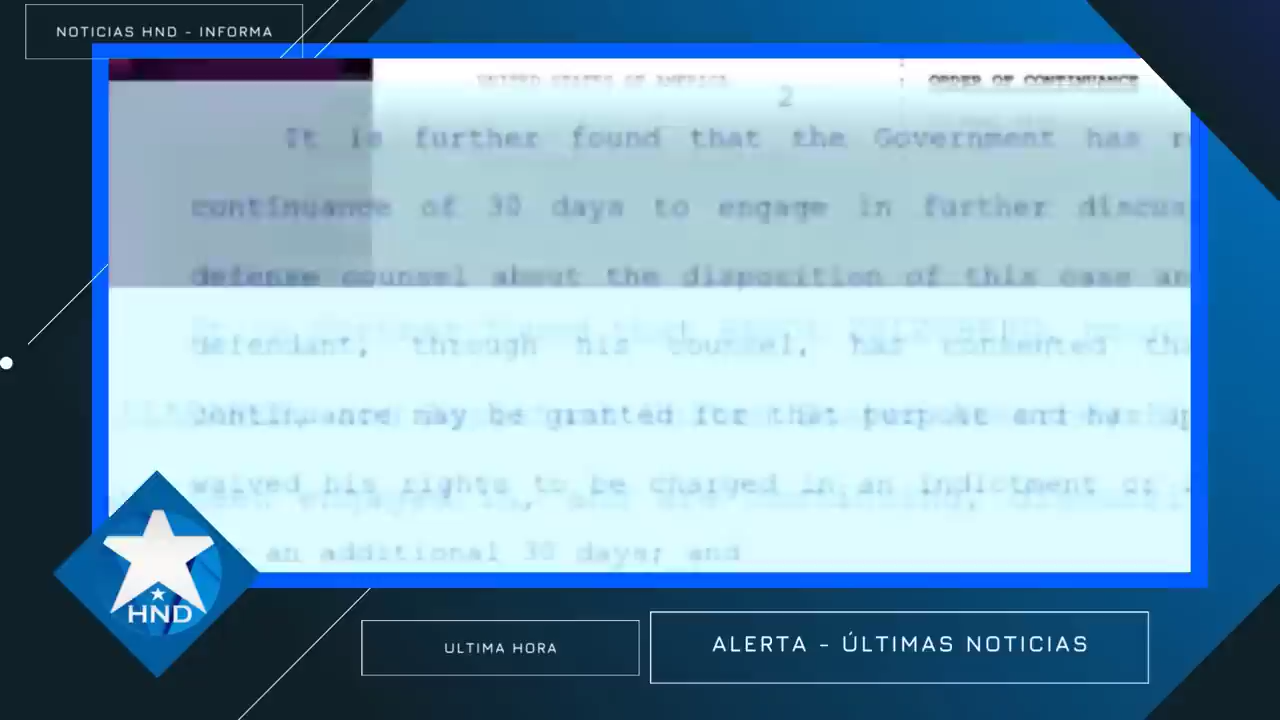 NOTICIAS HND - INFORMA
UNITED STATES OF AMERICA
ORDER OF CONTINUANCE
2
It is further found that the Government has
continuance of 30 days to engage in further
defense counsel about the disposition of this case
defendant, through his counsel, has consented
Continuance may be granted for that purpose and has
waived his rights to be charged in an indictment or
an additional 30 days; and
HND
ULTIMA HORA
ALERTA - ÚLTIMAS NOTICIAS